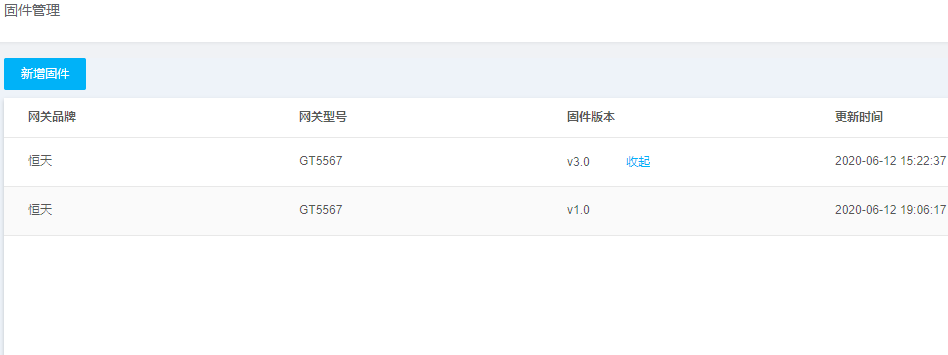 固件管理
新增固件
网关品牌 网关型号 固件版本 更新时间
恒天 GT5567 v3.0 收起 2020-06-12 15:22:37
恒天 GT5567 v1.0 2020-06-12 19:06:17